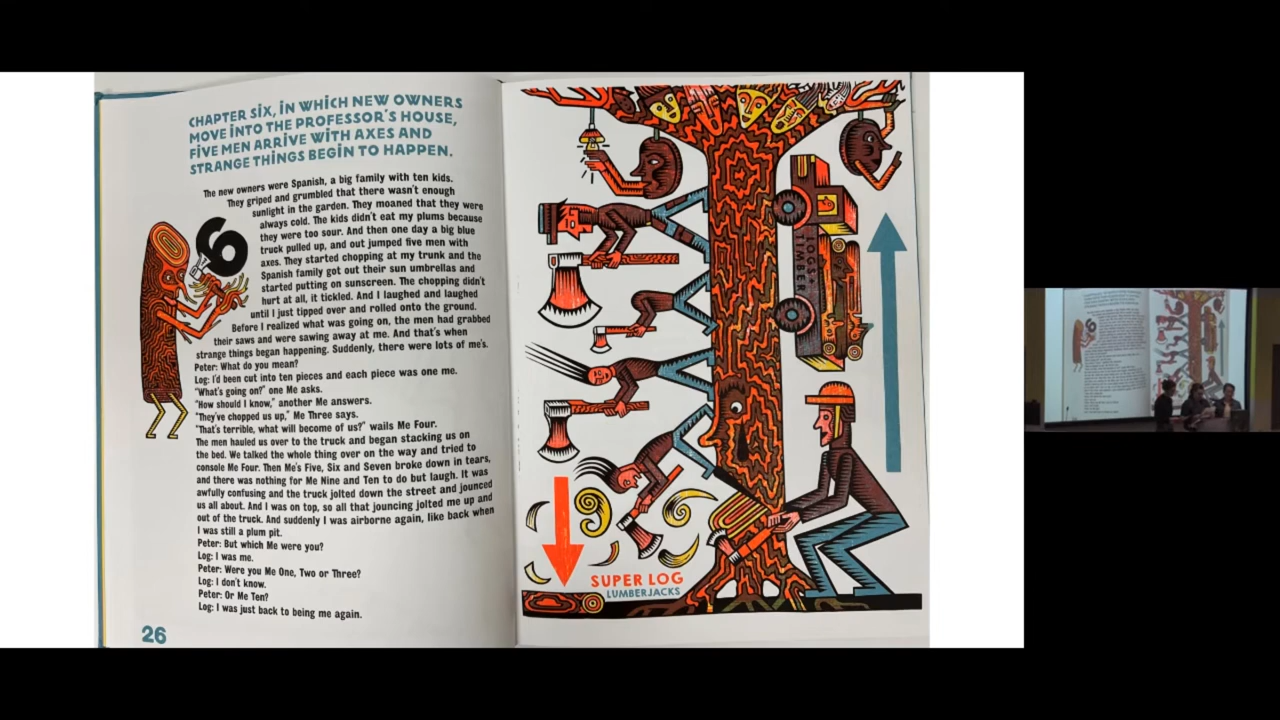 CHAPTER SİX, İN WHİCH NEW OWNERS
MOVE İNTO THE PROFESSOR'S HOUSE,
FİVE MEN ARRİVE WİTH AXES AND
STRANGE THİNGS BEGİN TO HAPPEN.
6
The new owners were Spanish, a big family with ten kids.
They griped and grumbled that there wasn't enough
sunlight in the garden. They moaned that they were
always cold. The kids didn't eat my plums because
they were too sour. And then one day a big blue
truck pulled up, and out jumped five men with
axes. They started chopping at my trunk and the
Spanish family got out their sun umbrellas and
started putting on sunscreen. The chopping didn't
hurt at all, it tickled. And I laughed and laughed
until I just tipped over and rolled onto the ground.
Before I realized what was going on, the men had grabbed
their saws and were sawing away at me. And that's when
strange things began happening. Suddenly, there were lots of me's.
Peter: What do you mean?
Log: I'd been cut into ten pieces and each piece was one me.
"What's going on?" one Me asks.
"How should I know," another Me answers.
"They've chopped us up," Me Three says.
"That's terrible, what will become of us?" wails Me Four.
The men hauled us over to the truck and began stacking us on
the bed. We talked the whole thing over on the way and tried to
console Me Four. Then Me's Five, Six and Seven broke down in tears,
and there was nothing for Me Nine and Ten to do but laugh. It was
awfully confusing and the truck jolted down the street and jounced
us all about. And I was on top, so all that jouncing jolted me up and
out of the truck. And suddenly I was airborne again, like back when
I was still a plum pit.
Peter: But which Me were you?
Log: I was me.
Peter: Were you Me One, Two or Three?
Log: I don't know.
Peter: Or Me Ten?
Log: I was just back to being me again.
26
LOGS+
TIMBER
SUPER LOG
LUMBERJACKS